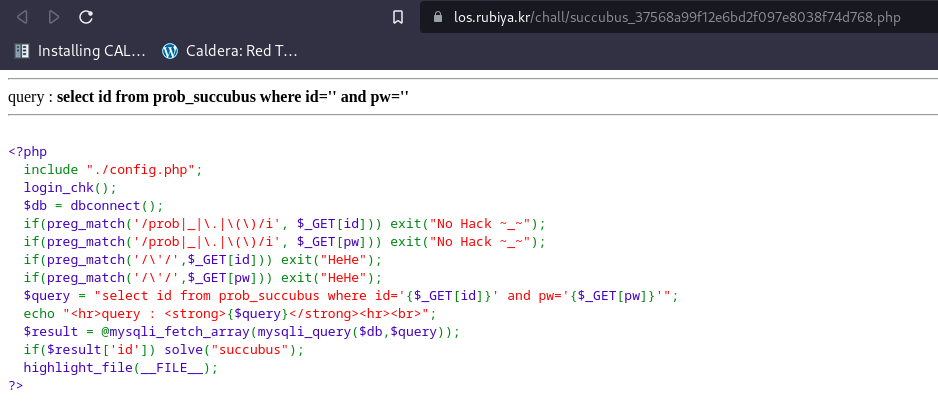 los.rubiya.kr/chall/succubus_37568a99f12e6bd2f097e8038f74d768.php
Installing CAL... Caldera: Red T...
query : select id from prob_succubus where id='' and pw=''
<?php
  include "./config.php";
  login_chk();
  $db = dbconnect();
  if(preg_match('/prob|_|\.|\(\)/i', $_GET[id])) exit("No Hack ~_~");
  if(preg_match('/prob|_|\.|\(\)/i', $_GET[pw])) exit("No Hack ~_~");
  if(preg_match('/\'/',$_GET[id])) exit("HeHe");
  if(preg_match('/\'/',$_GET[pw])) exit("HeHe");
  $query = "select id from prob_succubus where id='{$_GET[id]}' and pw='{$_GET[pw]}'";
  echo "<hr>query : <strong>{$query}</strong><hr><br>";
  $result = @mysqli_fetch_array(mysqli_query($db,$query));
  if($result['id']) solve("succubus");
  highlight_file(__FILE__);
?>